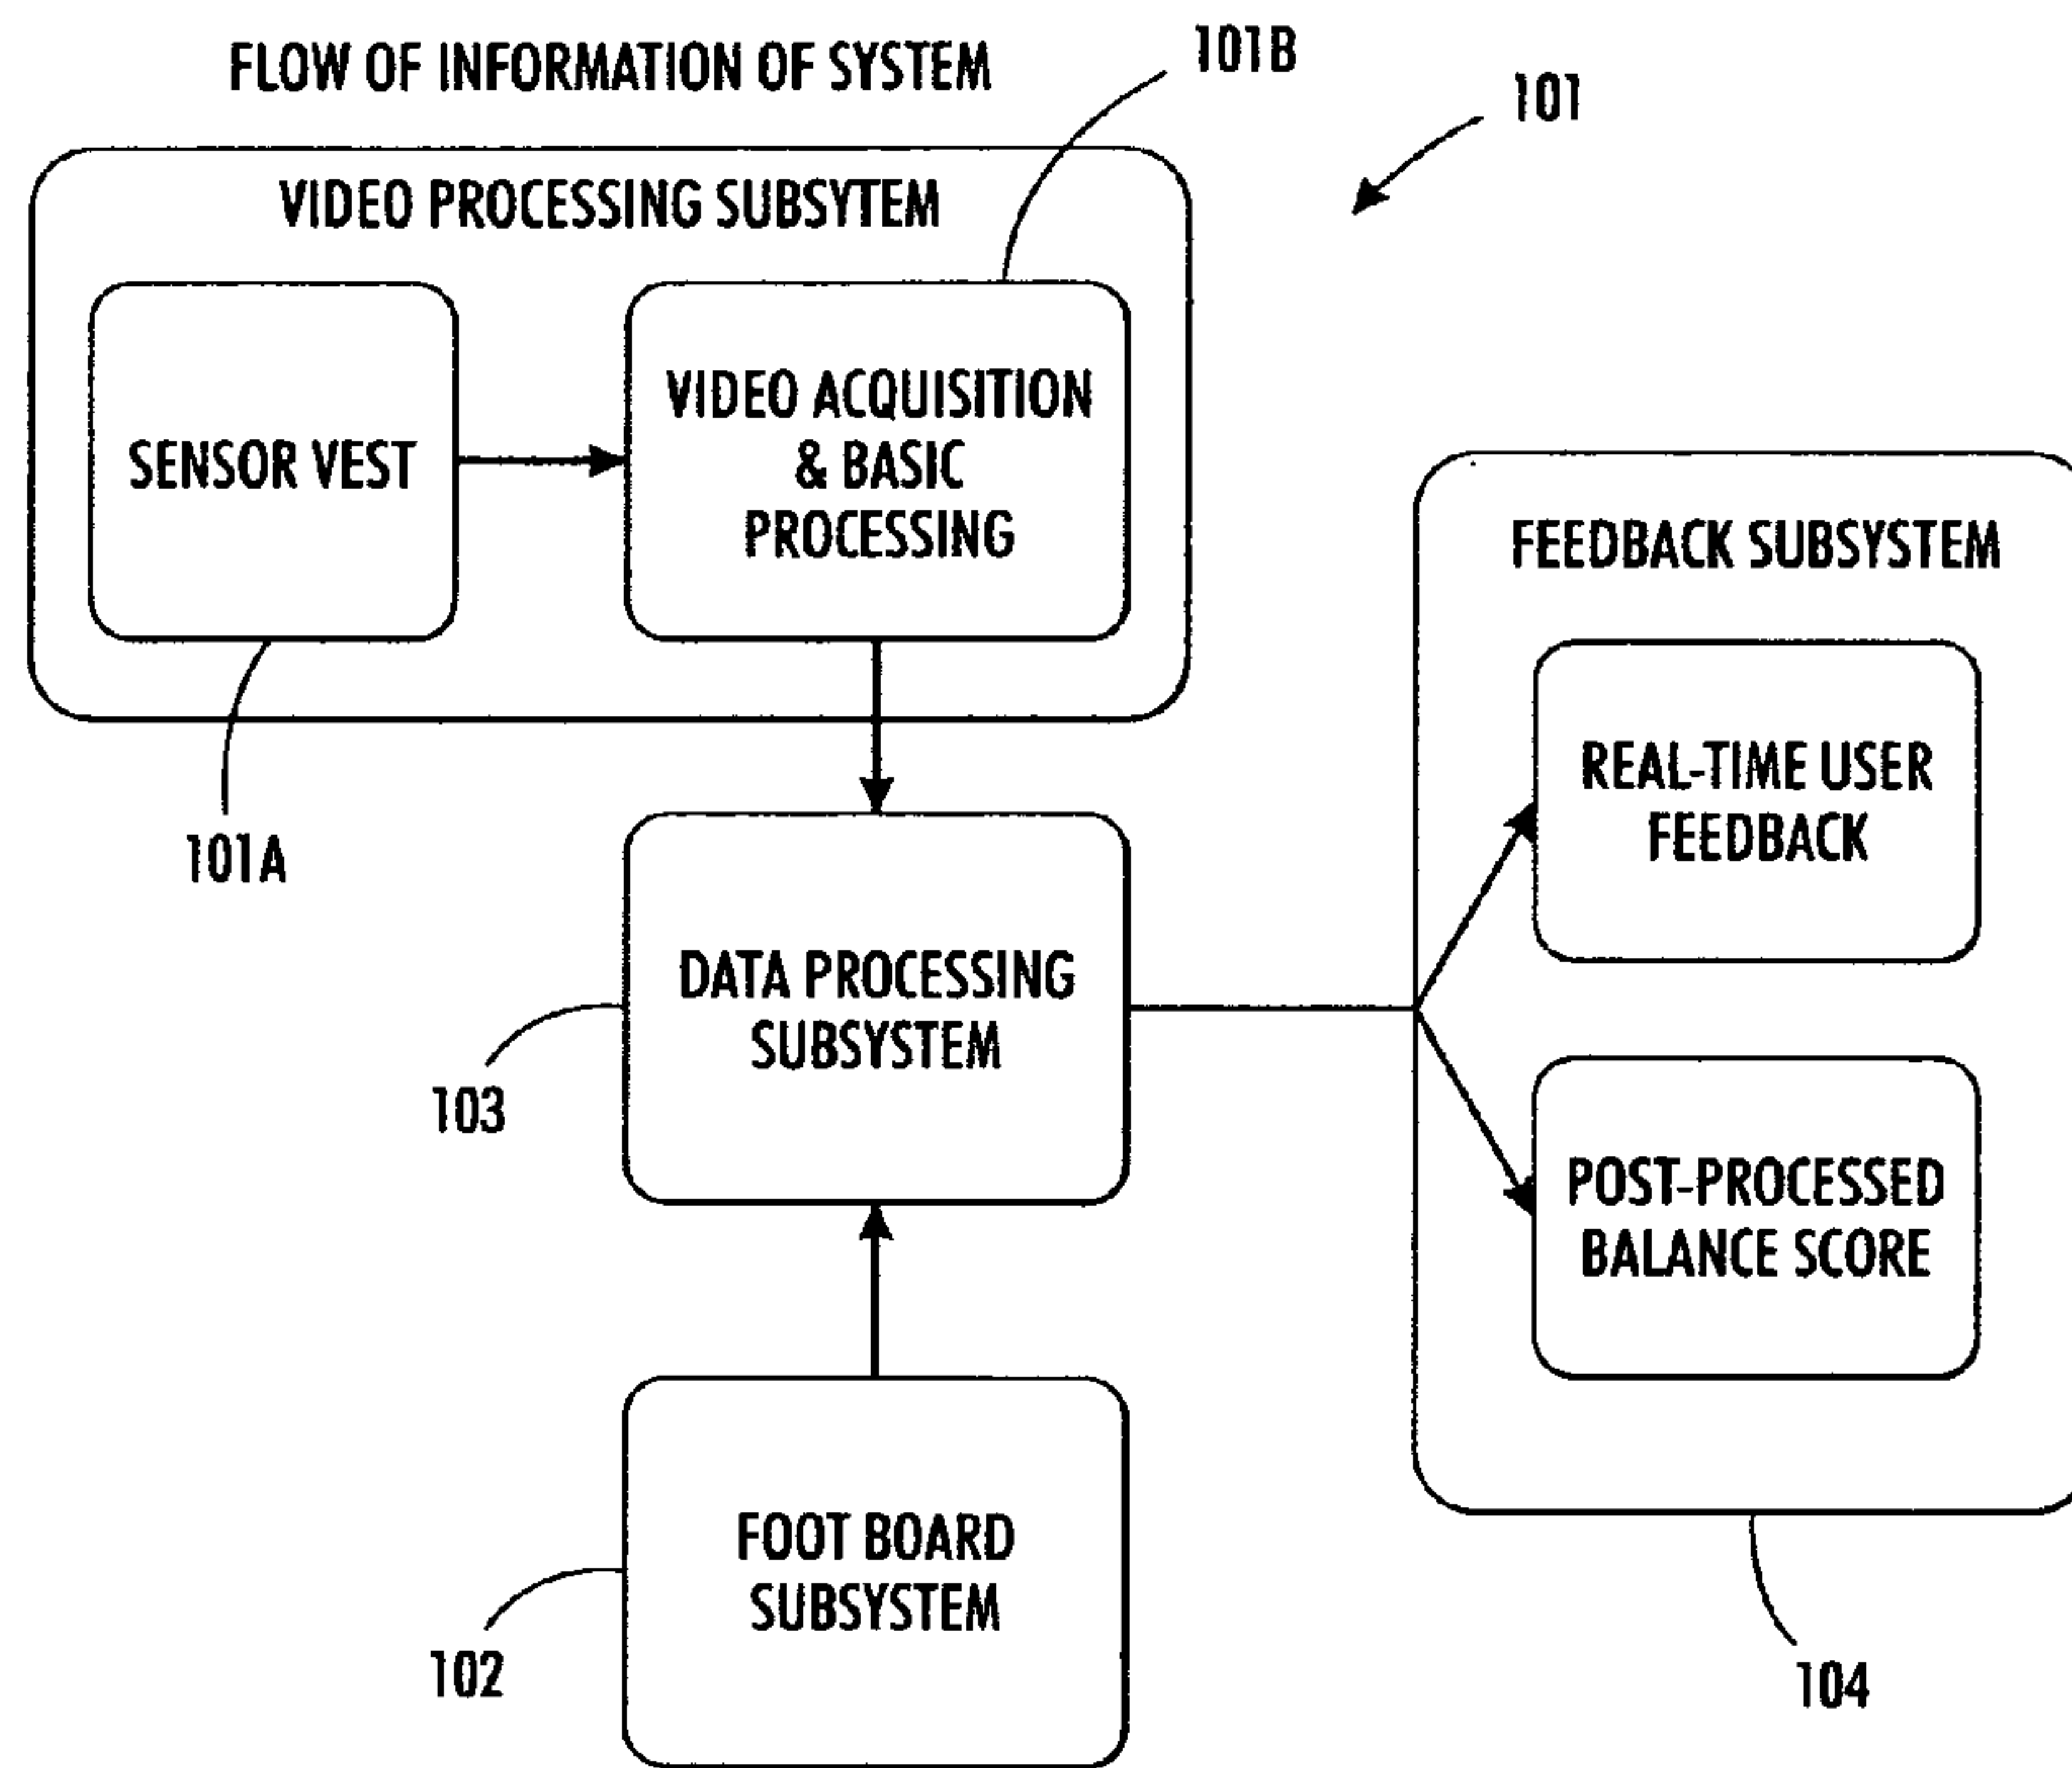 FLOW OF INFORMATION OF SYSTEM
101B
101
VIDEO PROCESSING SUBSYTEM
SENSOR VEST
VIDEO ACQUISITION
& BASIC
PROCESSING
101A
FEEDBACK SUBSYSTEM
REAL-TIME USER
FEEDBACK
DATA PROCESSING
SUBSYSTEM
103
POST-PROCESSED
BALANCE SCORE
FOOT BOARD
SUBSYSTEM
102
104